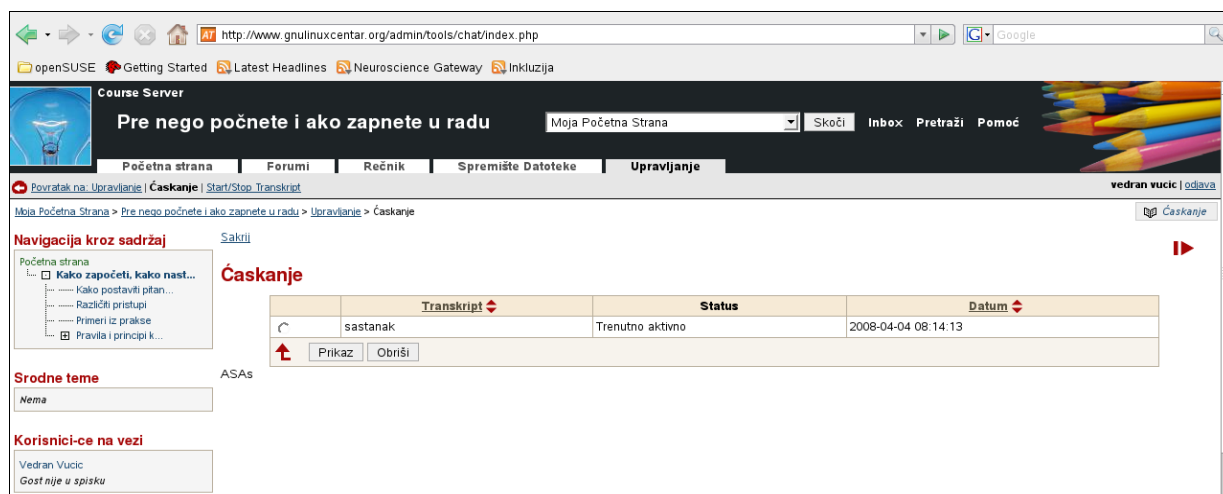 http://www.gnulinuxcentar.org/admin/tools/chat/index.php
G Google
openSUSE Getting Started Latest Headlines Neuroscience Gateway Inkluzija
Course Server
Pre nego počnete i ako zapnete u radu
Moja Početna Strana Skoči Inbox Pretraži Pomoć
Početna strana Forumi Rečnik Spremište Datoteke Upravljanje
Povratak na: Upravljanje | Ćaskanje | Start/Stop Transkript
vedran vucic | odjava
Moja Početna Strana > Pre nego počnete i ako zapnete u radu > Upravljanje > Ćaskanje
Ćaskanje
Navigacija kroz sadržaj
Početna strana
Kako započeti, kako nast...
Kako postaviti pitan...
Različiti pristupi
Primeri iz prakse
Pravila i principi k...
Srodne teme
Nema
Korisnici-ce na vezi
Vedran Vucic
Gost nije u spisku
Sakrij
Ćaskanje
Transkript Status Datum
sastanak Trenutno aktivno 2008-04-04 08:14:13
Prikaz Obriši
ASAs